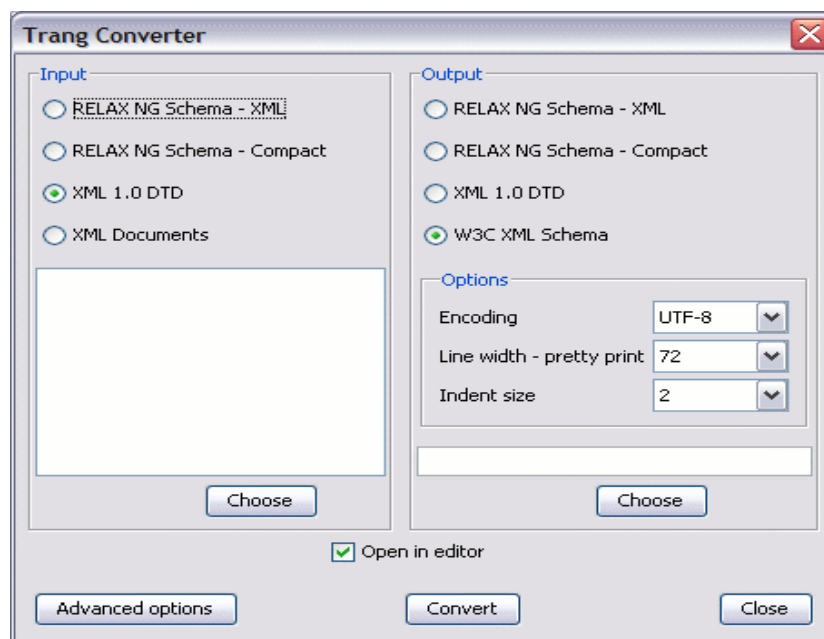 Trang Converter
Input
RELAX NG Schema - XML
RELAX NG Schema - Compact
XML 1.0 DTD
XML Documents
Choose
Output
RELAX NG Schema - XML
RELAX NG Schema - Compact
XML 1.0 DTD
W3C XML Schema
Options
Encoding UTF-8
Line width - pretty print 72
Indent size 2
Choose
Open in editor
Advanced options Convert Close